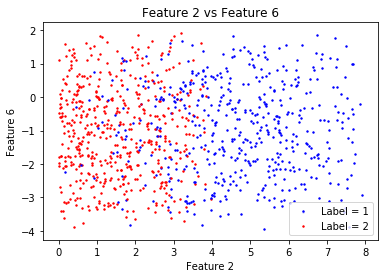 Feature 2 vs Feature 6
2
1
0
−1
−2
−3
−4
Feature 6
Label = 1
Label = 2
0 1 2 3 4 5 6 7 8
Feature 2